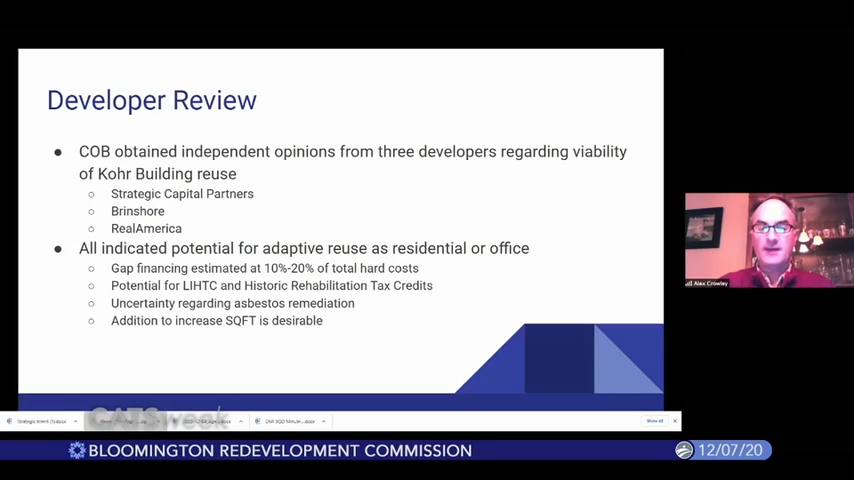 Developer Review
● COB obtained independent opinions from three developers regarding viability
of Kohr Building reuse
○ Strategic Capital Partners
○ Brinshore
○ RealAmerica
● All indicated potential for adaptive reuse as residential or office
○ Gap financing estimated at 10%-20% of total hard costs
○ Potential for LIHTC and Historic Rehabilitation Tax Credits
○ Uncertainty regarding asbestos remediation
○ Addition to increase SQFT is desirable
Alex Crowley
CATSweek
Show all
BLOOMINGTON REDEVELOPMENT COMMISSION
12/07/20